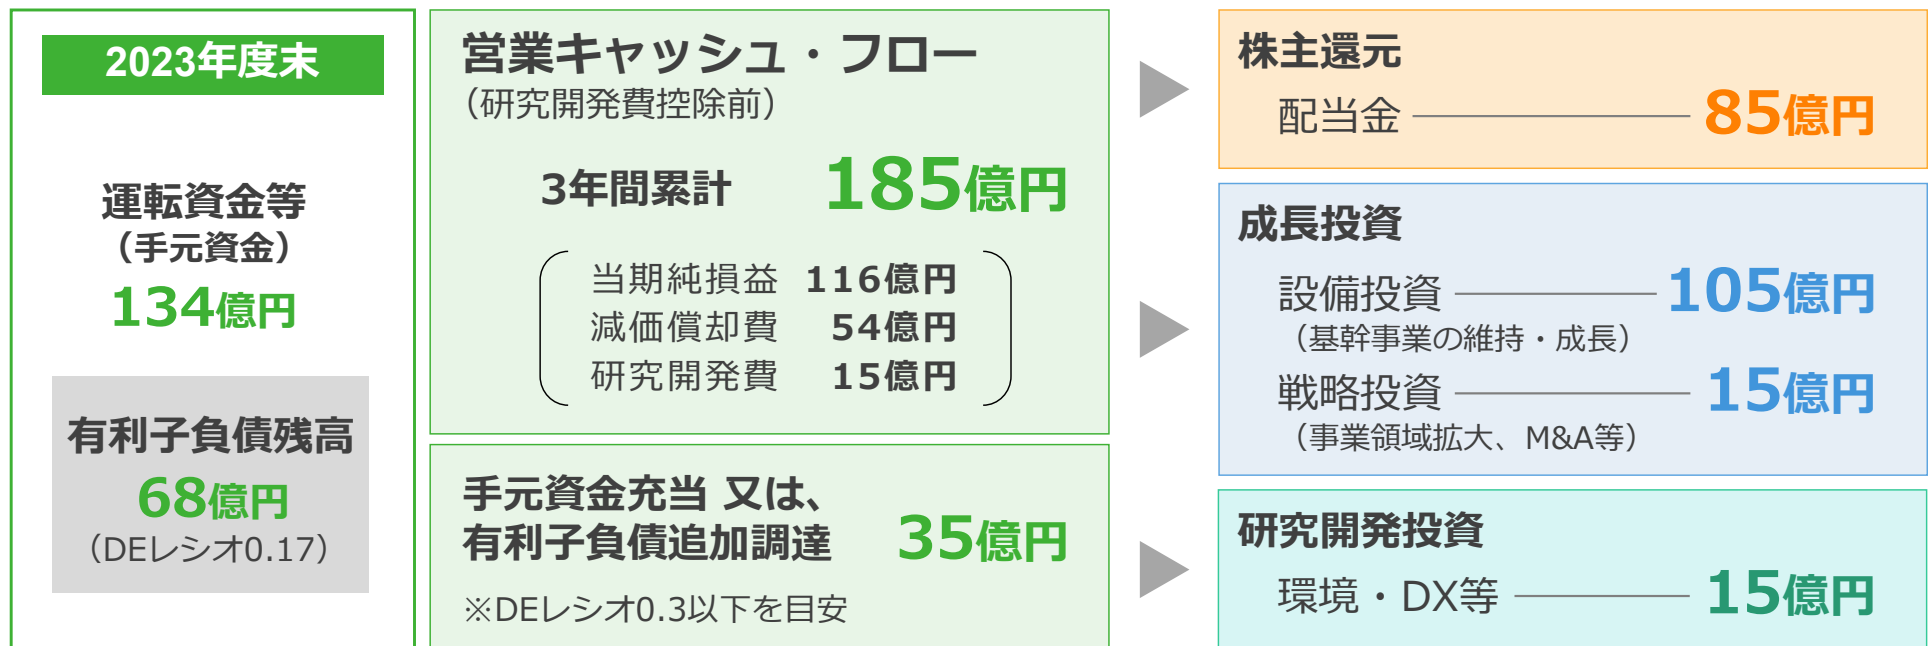 2023年度末
運転資金等
（手元資金）
134億円
有利子負債残高
68億円
（DEレシオ0.17）
営業キャッシュ・フロー
（研究開発費控除前）
3年間累計 185億円
当期純損益 116億円
減価償却費 54億円
研究開発費 15億円
手元資金充当 又は、
有利子負債追加調達 35億円
※DEレシオ0.3以下を目安
株主還元
配当金 85億円
成長投資
設備投資 105億円
（基幹事業の維持・成長）
戦略投資 15億円
（事業領域拡大、M&A等）
研究開発投資
環境・DX等 15億円